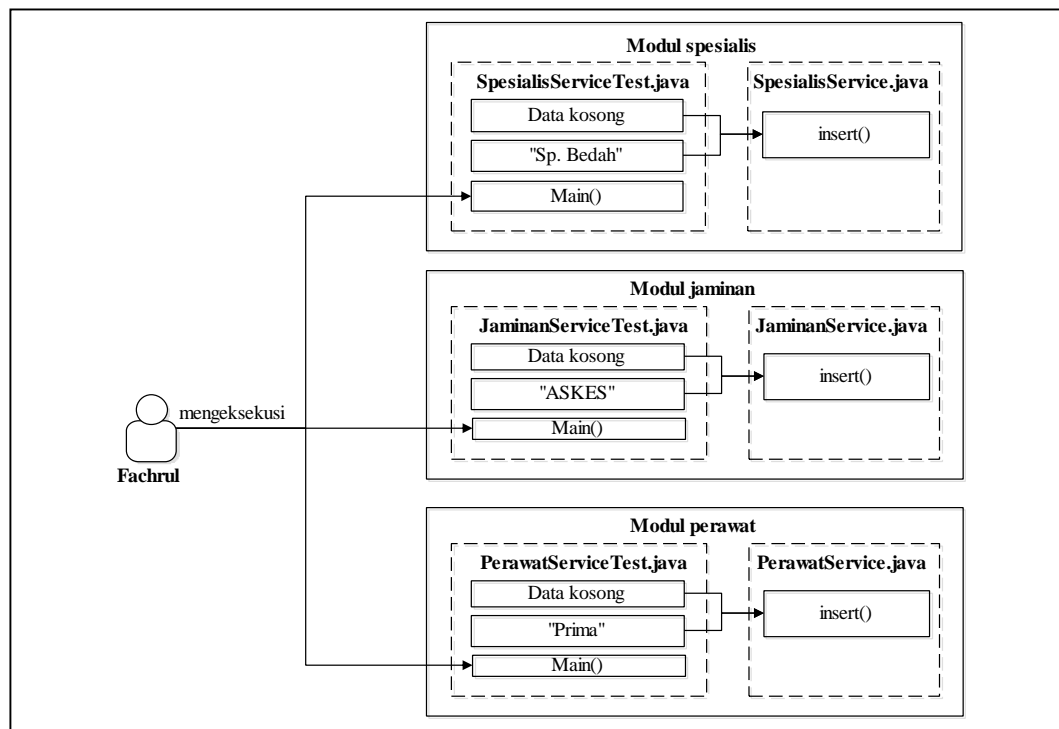 Modul spesialis
SpesialisServiceTest.java
Data kosong
"Sp. Bedah"
Main()
SpesialisService.java
insert()
Modul jaminan
JaminanServiceTest.java
Data kosong
"ASKES"
Main()
JaminanService.java
insert()
mengeksekusi
Fachrul
Modul perawat
PerawatServiceTest.java
Data kosong
"Prima"
Main()
PerawatService.java
insert()